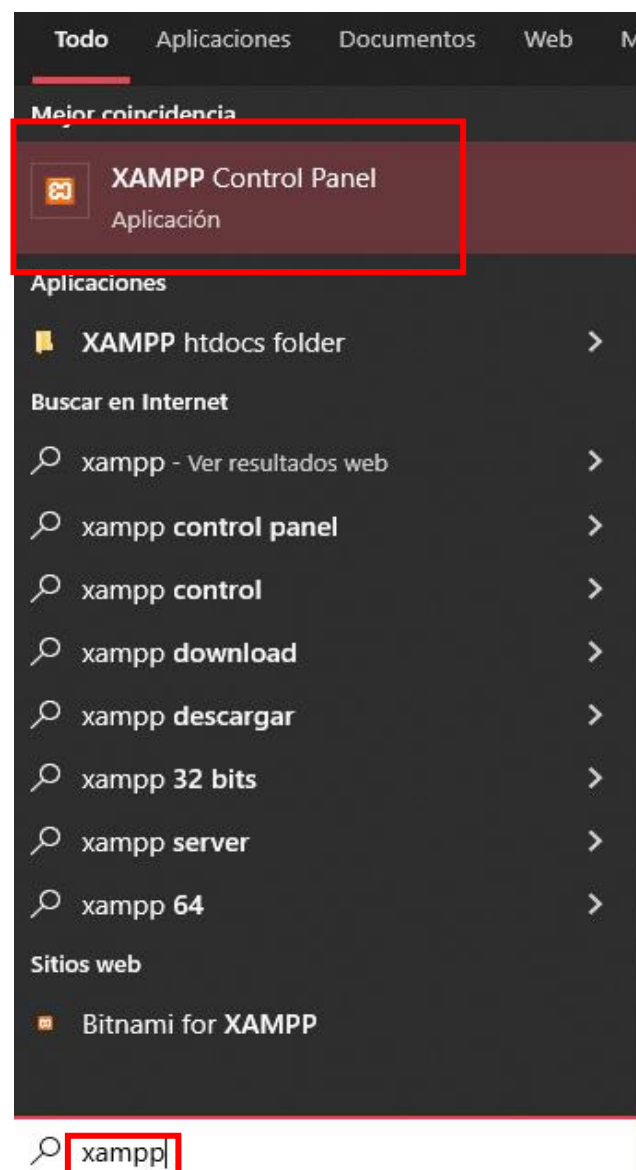 Todo Aplicaciones Documentos Web M
Mejor coincidencia
XAMPP Control Panel
Aplicación
Aplicaciones
XAMPP htdocs folder
Buscar en Internet
xampp - Ver resultados web
xampp control panel
xampp control
xampp download
xampp descargar
xampp 32 bits
xampp server
xampp 64
Sitios web
Bitnami for XAMPP
xampp